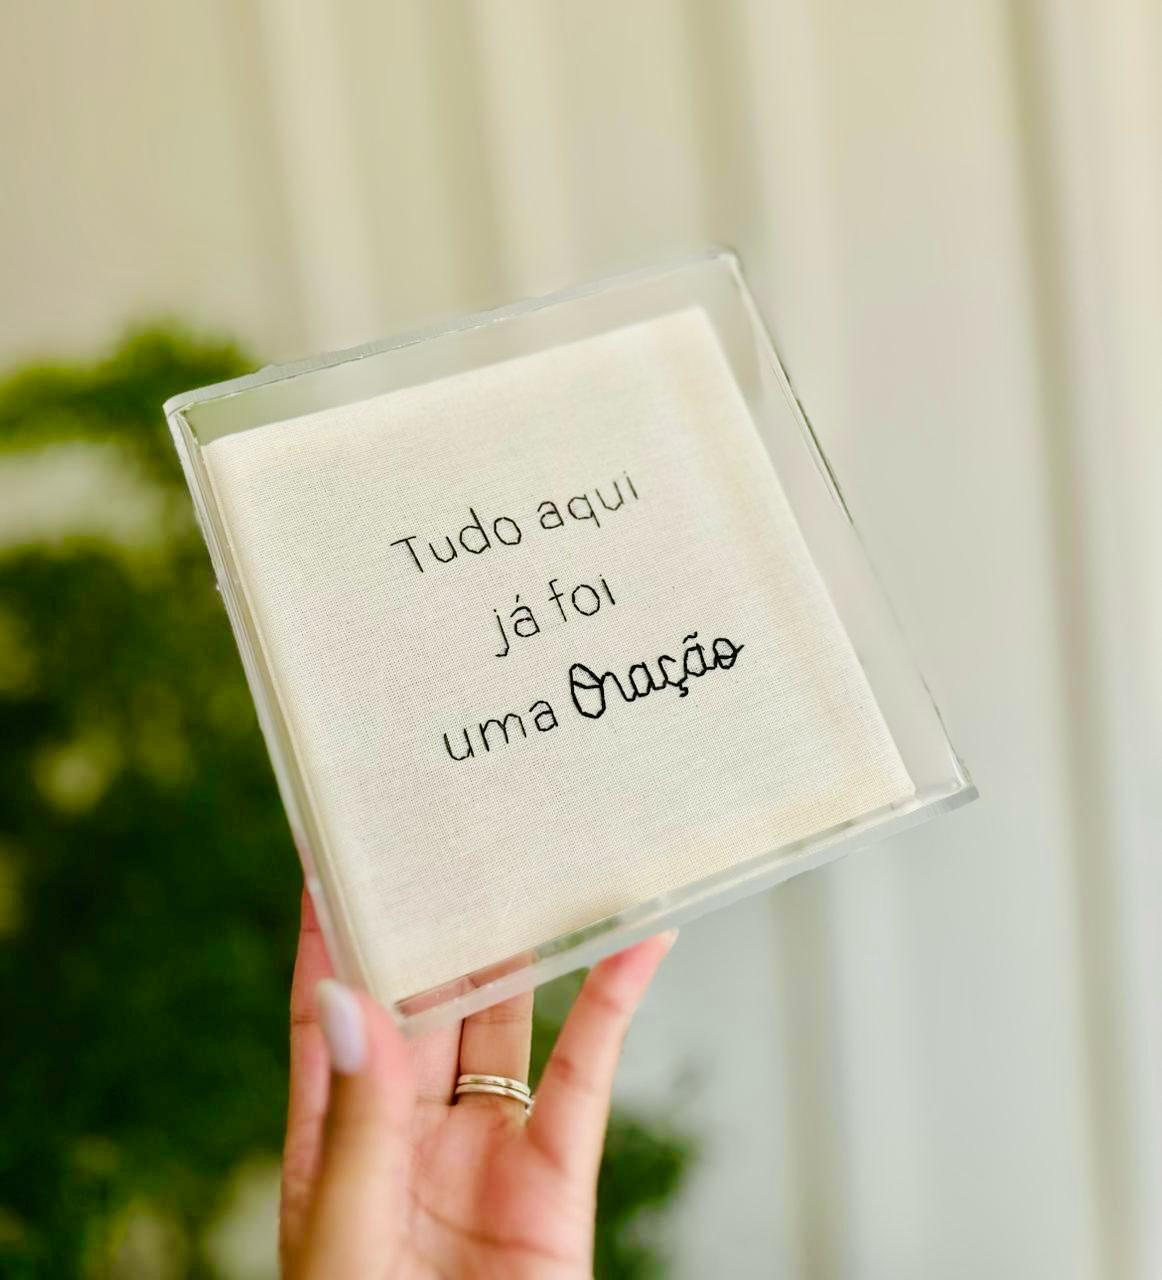 Tudo aqui
já foi
uma Oração